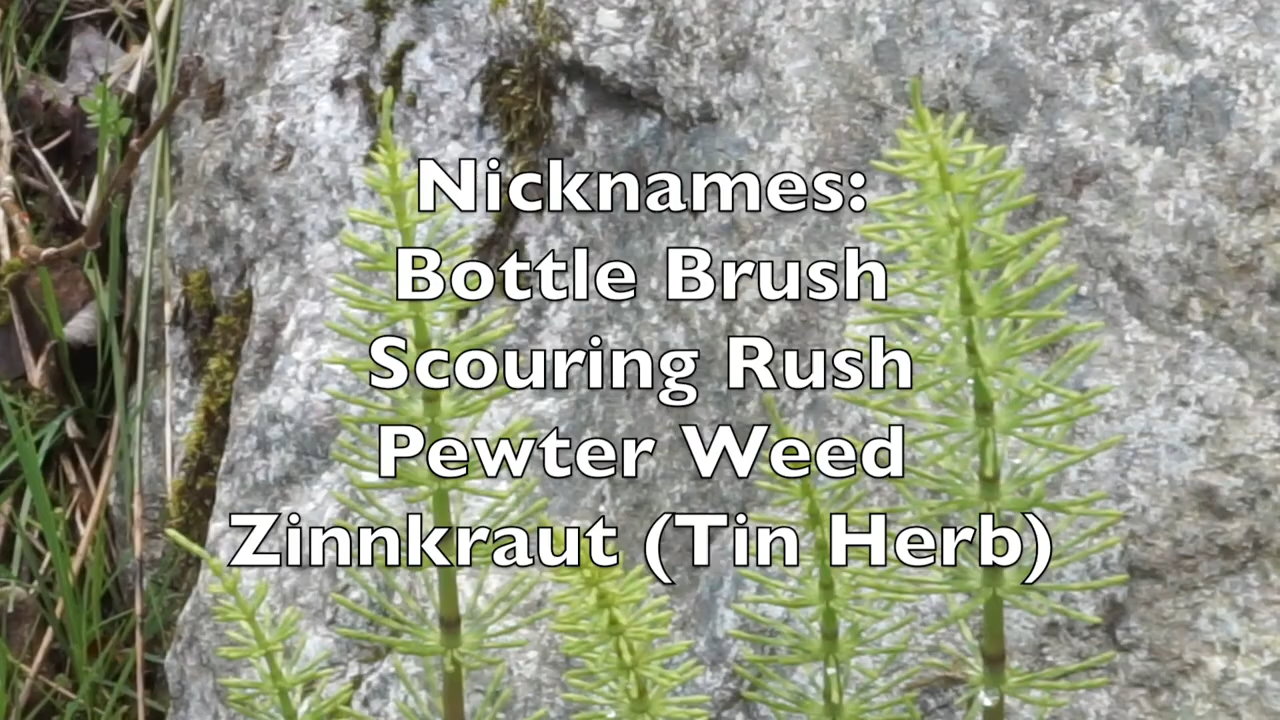 Nicknames:
Bottle Brush
Scouring Rush
Pewter Weed
Zinnkraut (Tin Herb)